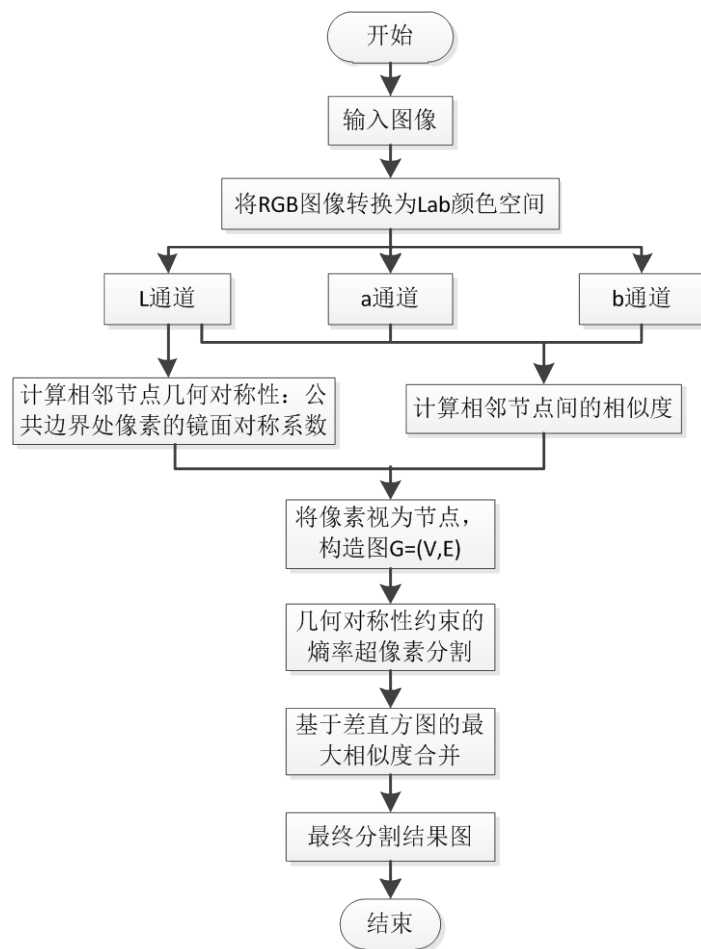 开始
输入图像
将RGB图像转换为Lab颜色空间
L通道
a通道
b通道
计算相邻节点几何对称性：公
共边界处像素的镜面对称系数
计算相邻节点间的相似度
将像素视为节点，
构造图G=(V,E)
几何对称性约束的
熵率超像素分割
基于差直方图的最
大相似度合并
最终分割结果图
结束